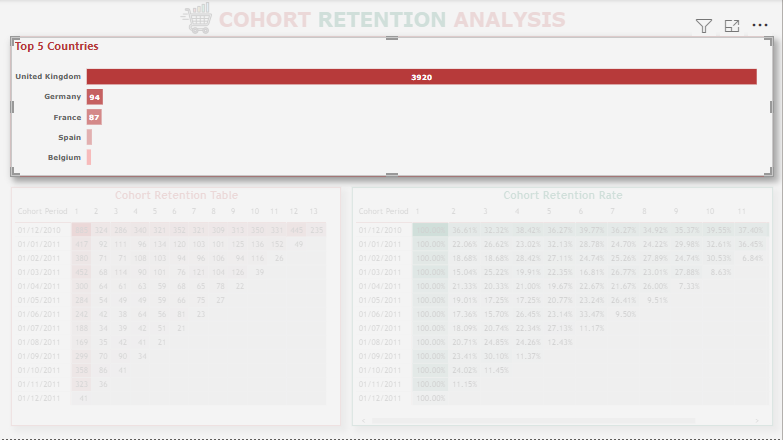 COHORT RETENTION ANALYSIS
Top 5 Countries
United Kingdom 3920
Germany 94
France 87
Spain
Belgium
Cohort Retention Table
Cohort Period 1 2 3 4 5 6 7 8 9 10 11 12 13
01/12/2010 286 340 321 352 321 309 313 350 331 445 235
01/01/2011 417 92 111 96 134 120 103 101 125 136 152 49
01/02/2011 380 71 71 108 103 94 96 106 94 116 26
01/03/2011 452 68 114 90 101 76 121 104 126 39
01/04/2011 300 64 61 63 59 68 65 78 22
01/05/2011 284 54 49 49 59 66 75 27
01/06/2011 242 42 38 64 56 81 23
01/07/2011 188 34 39 42 51 21
01/08/2011 169 35 42 41 21
01/09/2011 299 70 90 34
01/10/2011 358 86 41
01/11/2011 323 36
01/12/2011 41
Cohort Retention Rate
Cohort Period 1 2 3 4 5 6 7 8 9 10 11
01/12/2010 36.61% 32.32% 38.42% 36.27% 39.77% 36.27% 34.92% 35.37% 39.55% 37.40%
01/01/2011 100.00% 22.06% 26.62% 23.02% 32.13% 28.78% 24.70% 24.22% 29.98% 32.61% 36.45%
01/02/2011 100.00% 18.68% 18.68% 28.42% 27.11% 24.74% 25.26% 27.89% 24.74% 30.53% 6.84%
01/03/2011 100.00% 15.04% 25.22% 19.91% 22.35% 16.81% 26.77% 23.01% 27.88% 8.63%
01/04/2011 100.00% 21.33% 20.33% 21.00% 19.67% 22.67% 21.67% 26.00% 7.33%
01/05/2011 100.00% 19.01% 17.25% 17.25% 20.77% 23.24% 26.41% 9.51%
01/06/2011 100.00% 17.36% 15.70% 26.45% 23.14% 33.47% 9.50%
01/07/2011 100.00% 18.09% 20.74% 22.34% 27.13% 11.17%
01/08/2011 100.00% 20.71% 24.85% 24.26% 12.43%
01/09/2011 100.00% 23.41% 30.10% 11.37%
01/10/2011 100.00% 24.02% 11.45%
01/11/2011 100.00% 11.15%
01/12/2011 100.00%